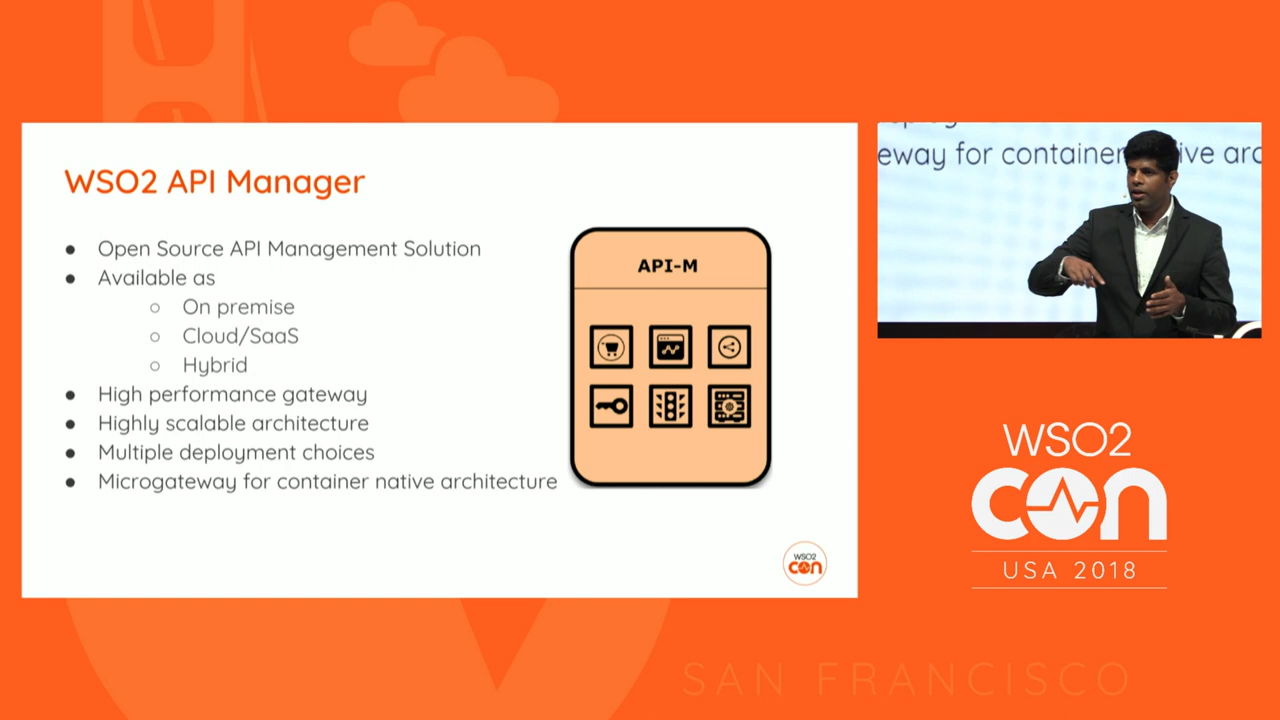 WSO2 API Manager
● Open Source API Management Solution
● Available as
○ On premise
○ Cloud/SaaS
○ Hybrid
● High performance gateway
● Highly scalable architecture
● Multiple deployment choices
● Microgateway for container native architecture
API-M
WSO2
con
eway for container ive arc
WSO2
con
USA 2018
SAN FRANCISCO